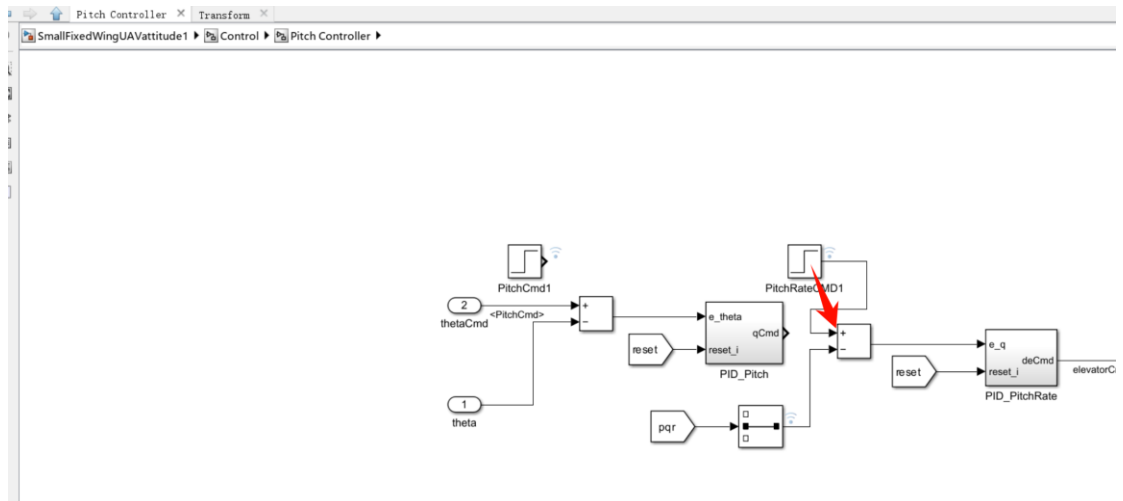 Pitch Controller × Transform ×
SmallFixedWingUAVattitude1 Control Pitch Controller
PitchCmd1
PitchRateCMD1
2
thetaCmd
<PitchCmd>
+
−
e_theta
reset_i
qCmd
PID_Pitch
reset
+
−
e_q
reset_i
deCmd
PID_PitchRate
reset
1
theta
pqr